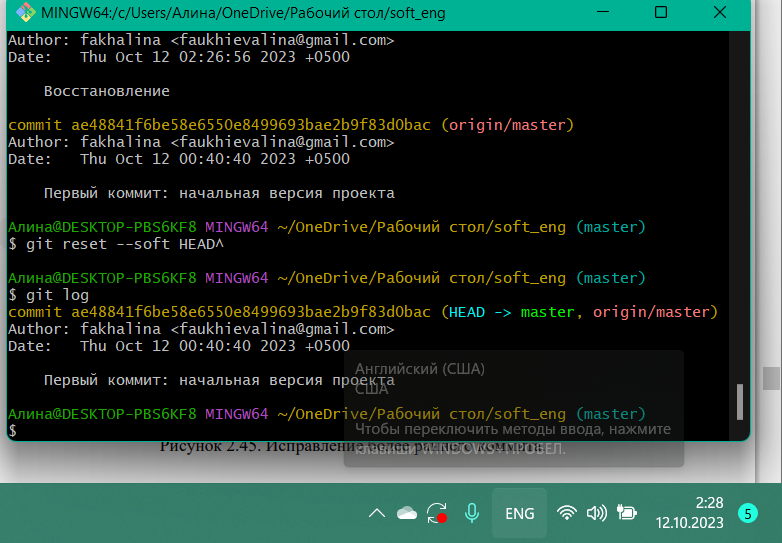 MINGW64:/c/Users/Алина/OneDrive/Рабочий стол/soft_eng
Author: fakhalina <faukhievalina@gmail.com>
Date:   Thu Oct 12 02:26:56 2023 +0500
Восстановление
commit ae48841f6be58e6550e8499693bae2b9f83d0bac (origin/master)
Author: fakhalina <faukhievalina@gmail.com>
Date:   Thu Oct 12 00:40:40 2023 +0500
Первый коммит: начальная версия проекта
Алина@DESKTOP-PBS6KF8 MINGW64 ~/OneDrive/Рабочий стол/soft_eng (master)
$ git reset --soft HEAD^
Алина@DESKTOP-PBS6KF8 MINGW64 ~/OneDrive/Рабочий стол/soft_eng (master)
$ git log
commit ae48841f6be58e6550e8499693bae2b9f83d0bac (HEAD -> master, origin/master)
Author: fakhalina <faukhievalina@gmail.com>
Date:   Thu Oct 12 00:40:40 2023 +0500
Английский (США)
Первый коммит: начальная версия проекта
США
Алина@DESKTOP-PBS6KF8 MINGW64 ~/OneDrive/Рабочий стол/soft_eng (master)
Чтобы переключить методы ввода, нажмите
$
клавиши WINDOWS+ПРОБЕЛ.
Рисунок 2.45. Исправление
ENG
2:28
12.10.2023
5